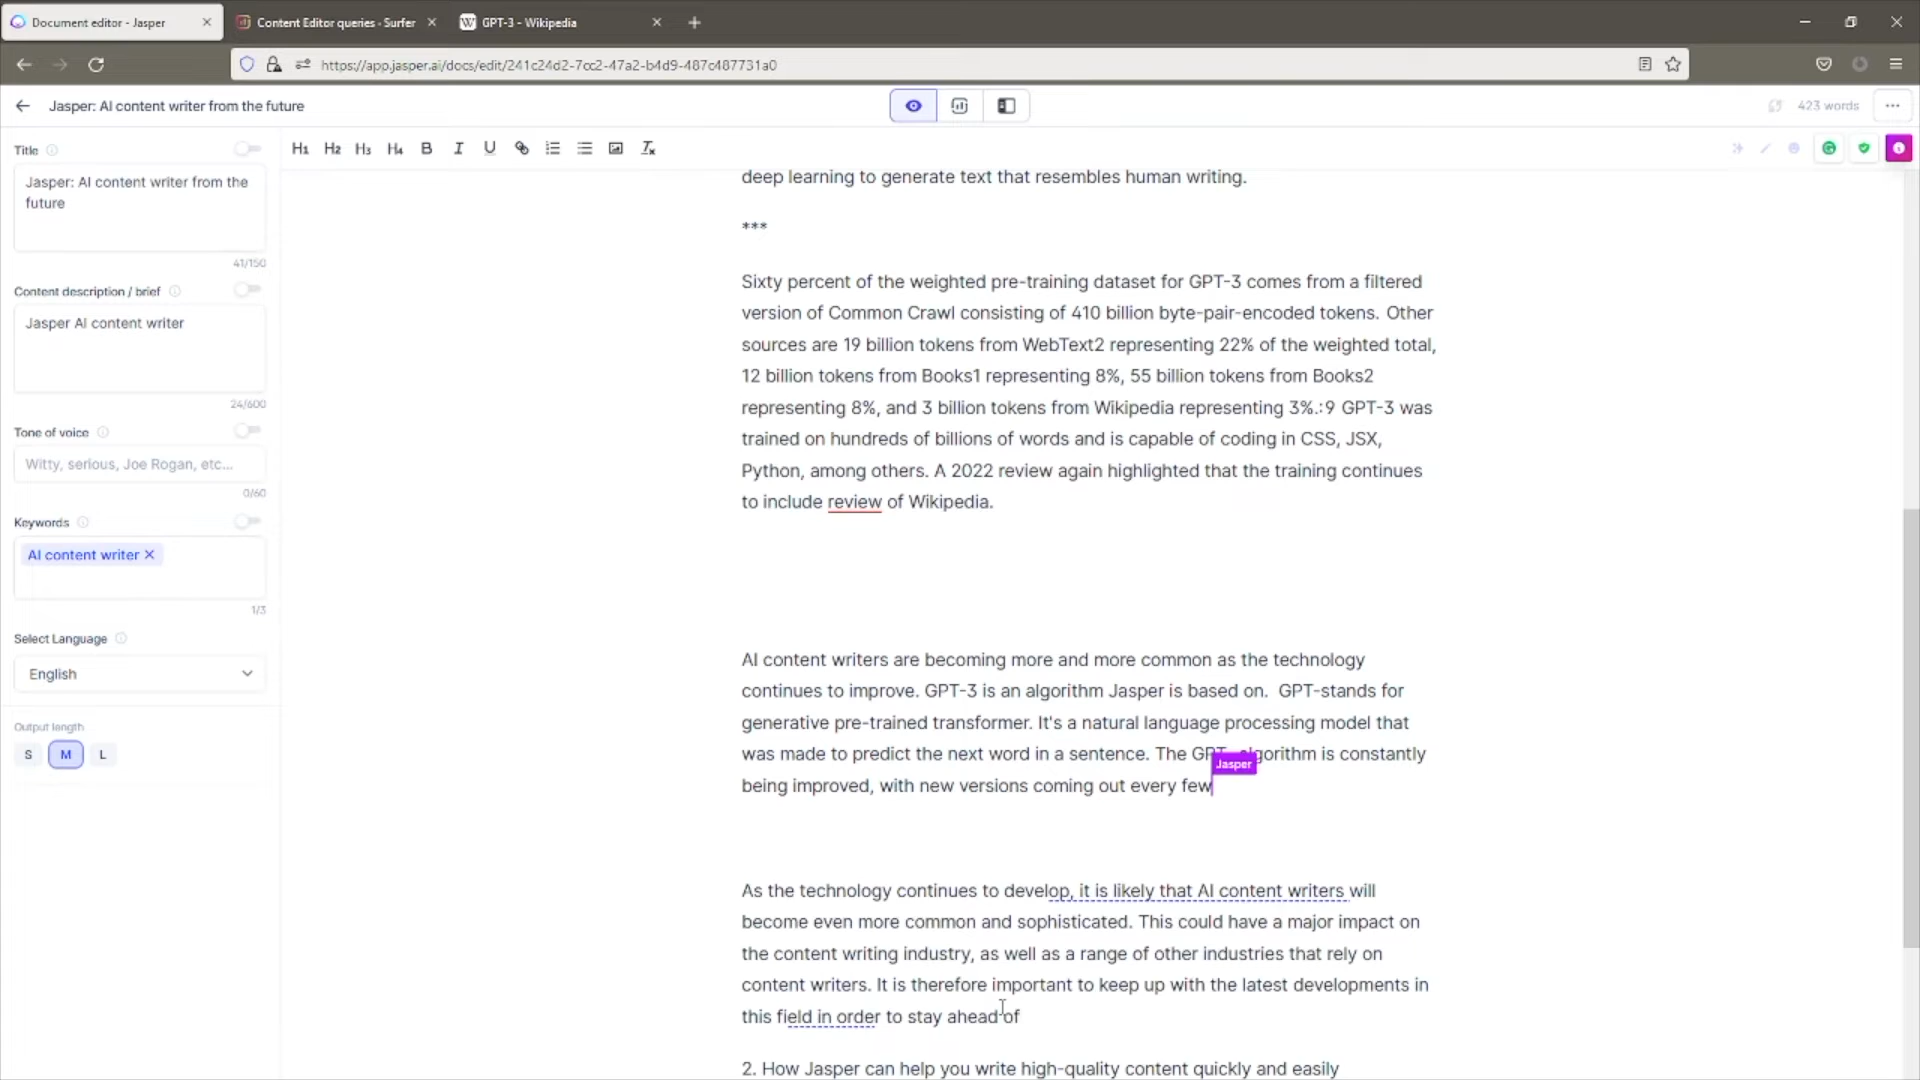 Document editor - Jasper
Content Editor queries - Surfer
W GPT-3 - Wikipedia
https://app.jasper.ai/docs/edit/241c24d2-7cc2-47a2-b4d9-487c487731a0
Jasper: AI content writer from the future
423 words
Title
H1 H2 H3 H4 B I U
Jasper: AI content writer from the
future
41/150
Content description / brief
Jasper AI content writer
24/600
Tone of voice
Witty, serious, Joe Rogan, etc...
0/60
Keywords
AI content writer
1/3
Select Language
English
Output length
S M L
deep learning to generate text that resembles human writing.
***
Sixty percent of the weighted pre-training dataset for GPT-3 comes from a filtered
version of Common Crawl consisting of 410 billion byte-pair-encoded tokens. Other
sources are 19 billion tokens from WebText2 representing 22% of the weighted total,
12 billion tokens from Books1 representing 8%, 55 billion tokens from Books2
representing 8%, and 3 billion tokens from Wikipedia representing 3%.:9 GPT-3 was
trained on hundreds of billions of words and is capable of coding in CSS, JSX,
Python, among others. A 2022 review again highlighted that the training continues
to include review of Wikipedia.
AI content writers are becoming more and more common as the technology
continues to improve. GPT-3 is an algorithm Jasper is based on.  GPT-stands for
generative pre-trained transformer. It's a natural language processing model that
was made to predict the next word in a sentence. The is constantly
Jasper
being improved, with new versions coming out every few
As the technology continues to develop, it is likely that AI content writers will
become even more common and sophisticated. This could have a major impact on
the content writing industry, as well as a range of other industries that rely on
content writers. It is therefore important to keep up with the latest developments in
this field in order to stay ahead of
2. How Jasper can help you write high-quality content quickly and easily